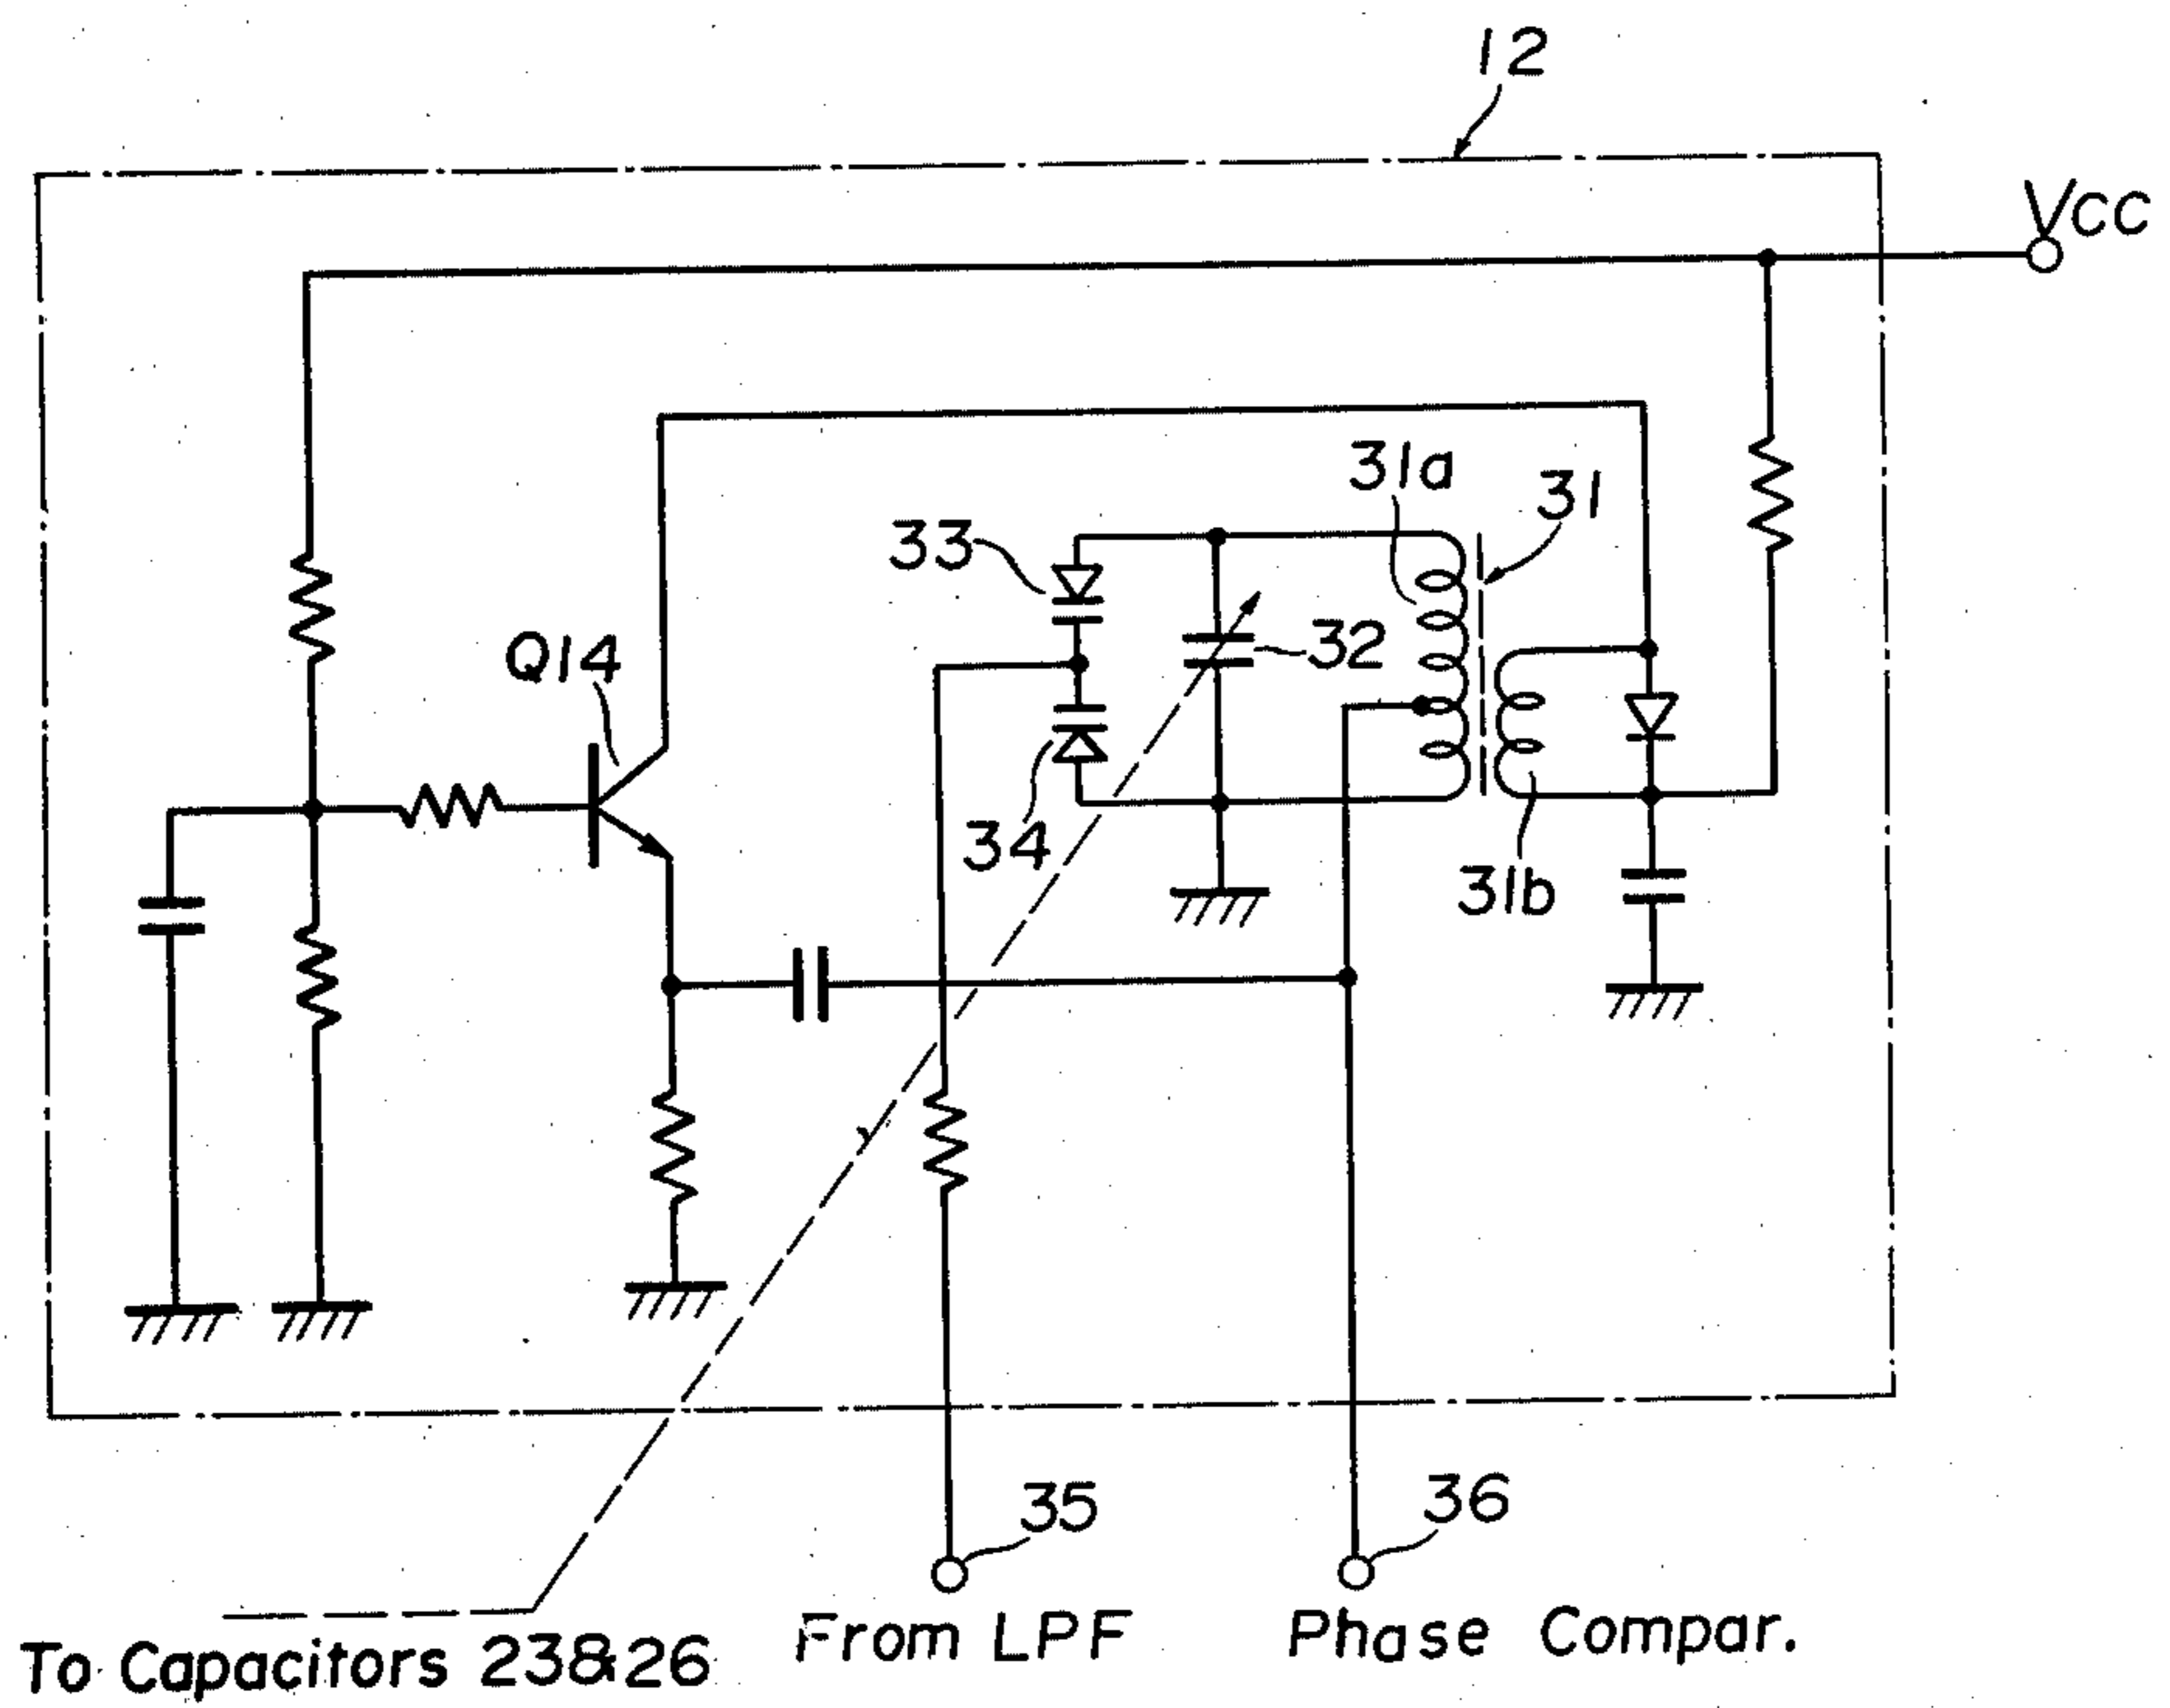 12
VCC
31a
31
33
32
Q14
34
31b
35
36
From LPF
Phase Compar.
To Capacitors 23&26